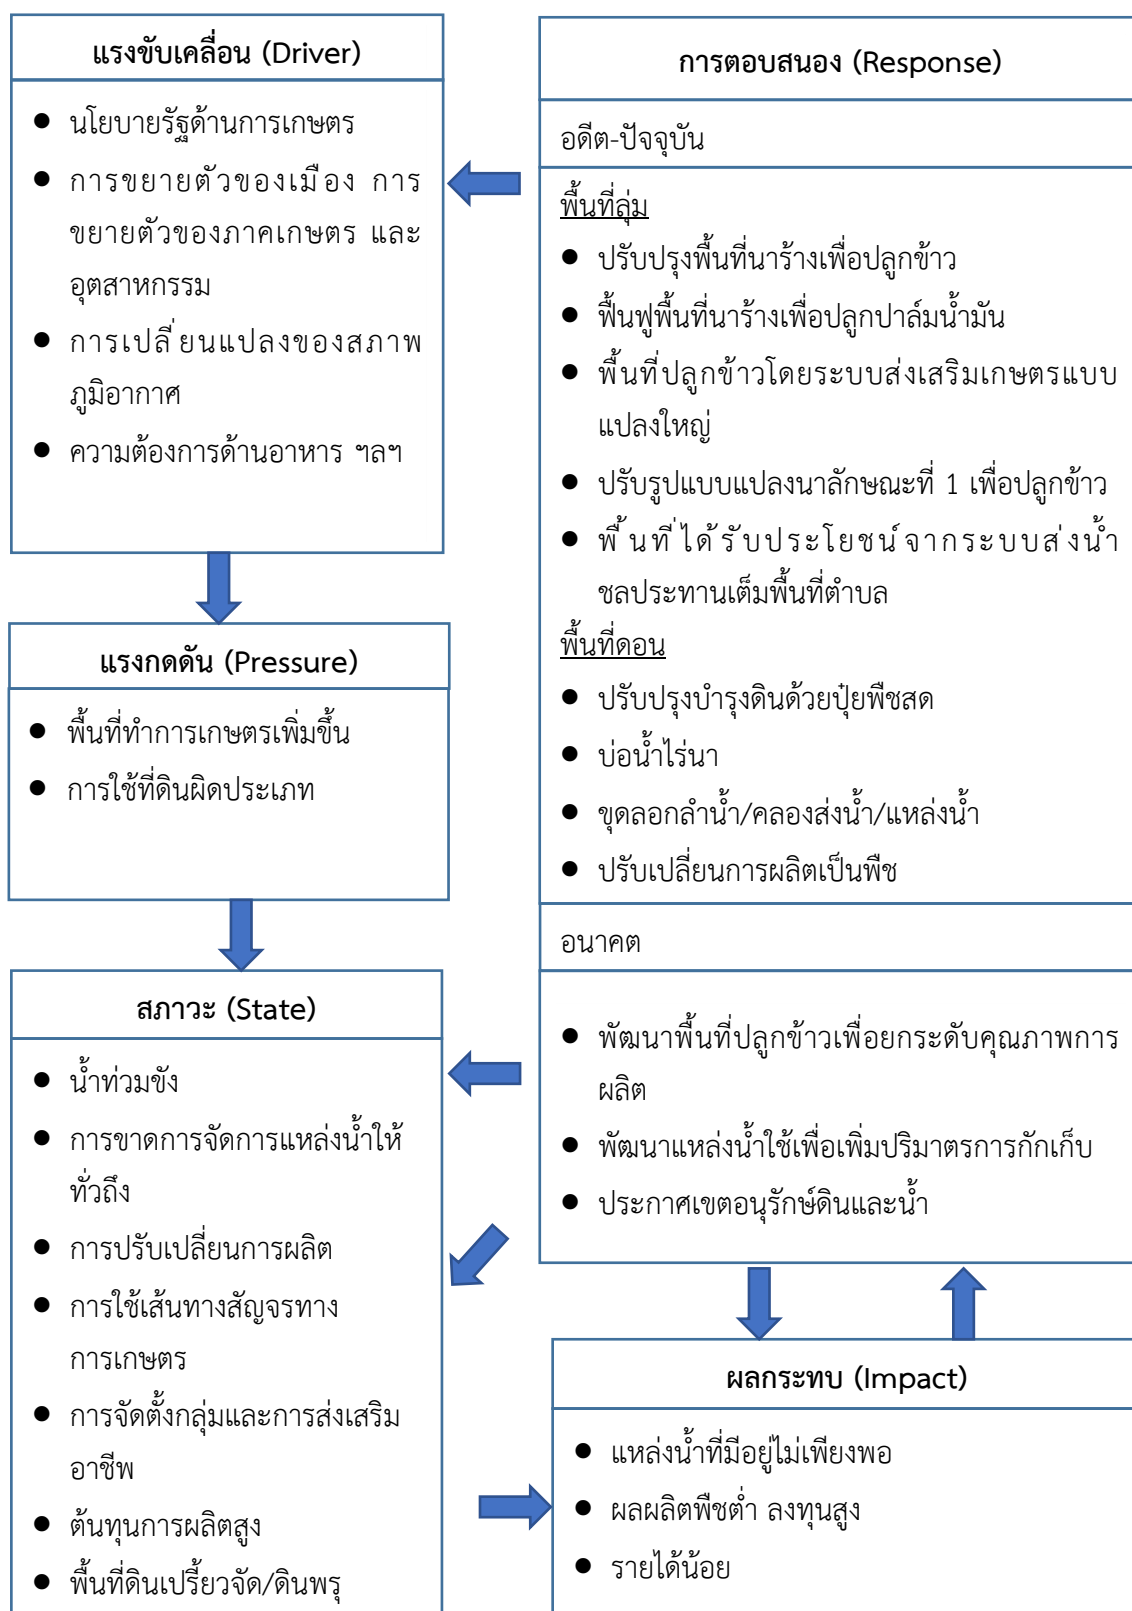 แรงขับเคลื่อน (Driver)
● นโยบายรัฐด้านการเกษตร
● การขยายตัวของเมือง การ
ขยายตัวของภาคเกษตร และ
อุตสาหกรรม
● การเปลี่ยนแปลงของสภาพ
ภูมิอากาศ
● ความต้องการด้านอาหาร ฯลฯ
แรงกดดัน (Pressure)
● พื้นที่ทำการเกษตรเพิ่มขึ้น
● การใช้ที่ดินผิดประเภท
สภาวะ (State)
● น้ำท่วมขัง
● การขาดการจัดการแหล่งน้ำให้
ทั่วถึง
● การปรับเปลี่ยนการผลิต
● การใช้เส้นทางสัญจรทาง
การเกษตร
● การจัดตั้งกลุ่มและการส่งเสริม
อาชีพ
● ต้นทุนการผลิตสูง
● พื้นที่ดินเปรี้ยวจัด/ดินพรุ
การตอบสนอง (Response)
อดีต-ปัจจุบัน
พื้นที่ลุ่ม
● ปรับปรุงพื้นที่นาร้างเพื่อปลูกข้าว
● ฟื้นฟูพื้นที่นาร้างเพื่อปลูกปาล์มน้ำมัน
● พื้นที่ปลูกข้าวโดยระบบส่งเสริมเกษตรแบบ
แปลงใหญ่
● ปรับรูปแบบแปลงนาลักษณะที่ 1 เพื่อปลูกข้าว
● พื้นที่ได้รับประโยชน์จากระบบส่งน้ำ
ชลประทานเต็มพื้นที่ตำบล
พื้นที่ดอน
● ปรับปรุงบำรุงดินด้วยปุ๋ยพืชสด
● บ่อน้ำไร่นา
● ขุดลอกลำน้ำ/คลองส่งน้ำ/แหล่งน้ำ
● ปรับเปลี่ยนการผลิตเป็นพืช
อนาคต
● พัฒนาพื้นที่ปลูกข้าวเพื่อยกระดับคุณภาพการ
ผลิต
● พัฒนาแหล่งน้ำใช้เพื่อเพิ่มปริมาตรการกักเก็บ
● ประกาศเขตอนุรักษ์ดินและน้ำ
ผลกระทบ (Impact)
● แหล่งน้ำที่มีอยู่ไม่เพียงพอ
● ผลผลิตพืชต่ำ ลงทุนสูง
● รายได้น้อย